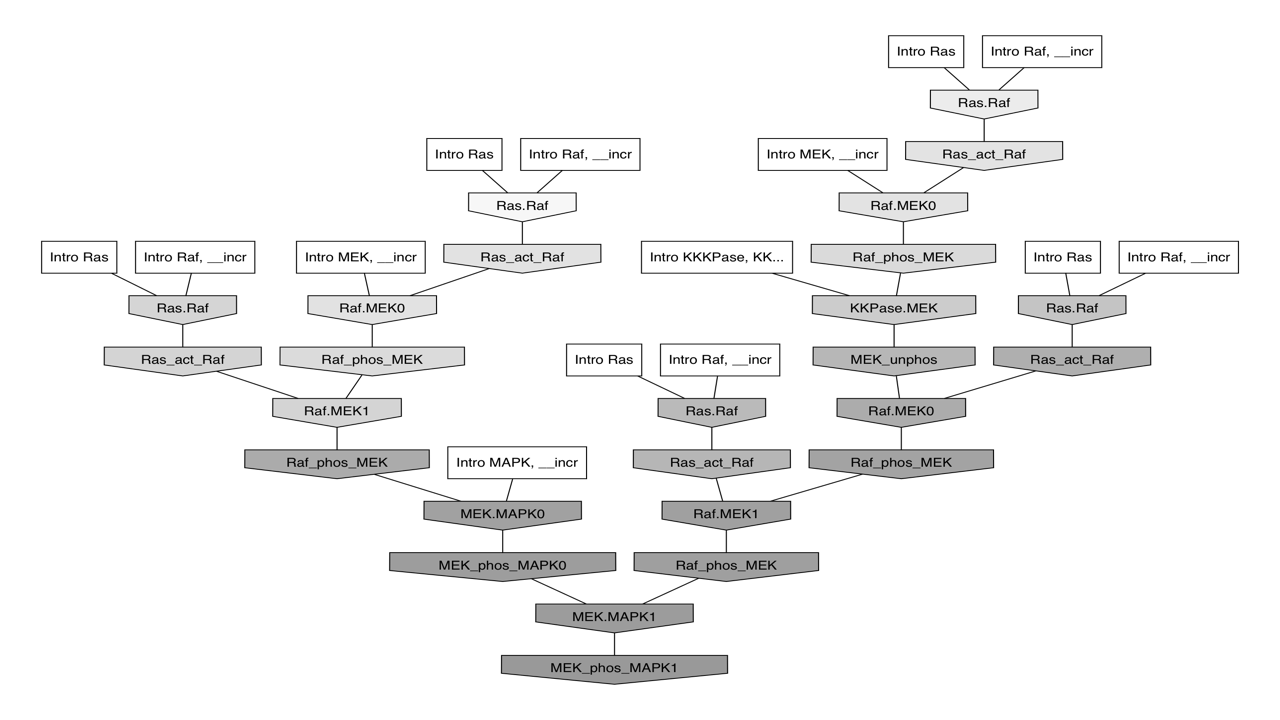 Intro Ras
Intro Raf, __incr
Ras.Raf
Intro Ras
Intro Raf, __incr
Intro MEK, __incr
Ras_act_Raf
Ras.Raf
Raf.MEK0
Intro Ras
Intro Raf, __incr
Intro MEK, __incr
Ras_act_Raf
Intro KKKPase, KK...
Raf_phos_MEK
Intro Ras
Intro Raf, __incr
Ras.Raf
Raf.MEK0
KKPase.MEK
Ras.Raf
Ras_act_Raf
Raf_phos_MEK
Intro Ras
Intro Raf, __incr
MEK_unphos
Ras_act_Raf
Raf.MEK1
Ras.Raf
Raf.MEK0
Raf_phos_MEK
Intro MAPK, __incr
Ras_act_Raf
Raf_phos_MEK
MEK.MAPK0
Raf.MEK1
MEK_phos_MAPK0
Raf_phos_MEK
MEK.MAPK1
MEK_phos_MAPK1